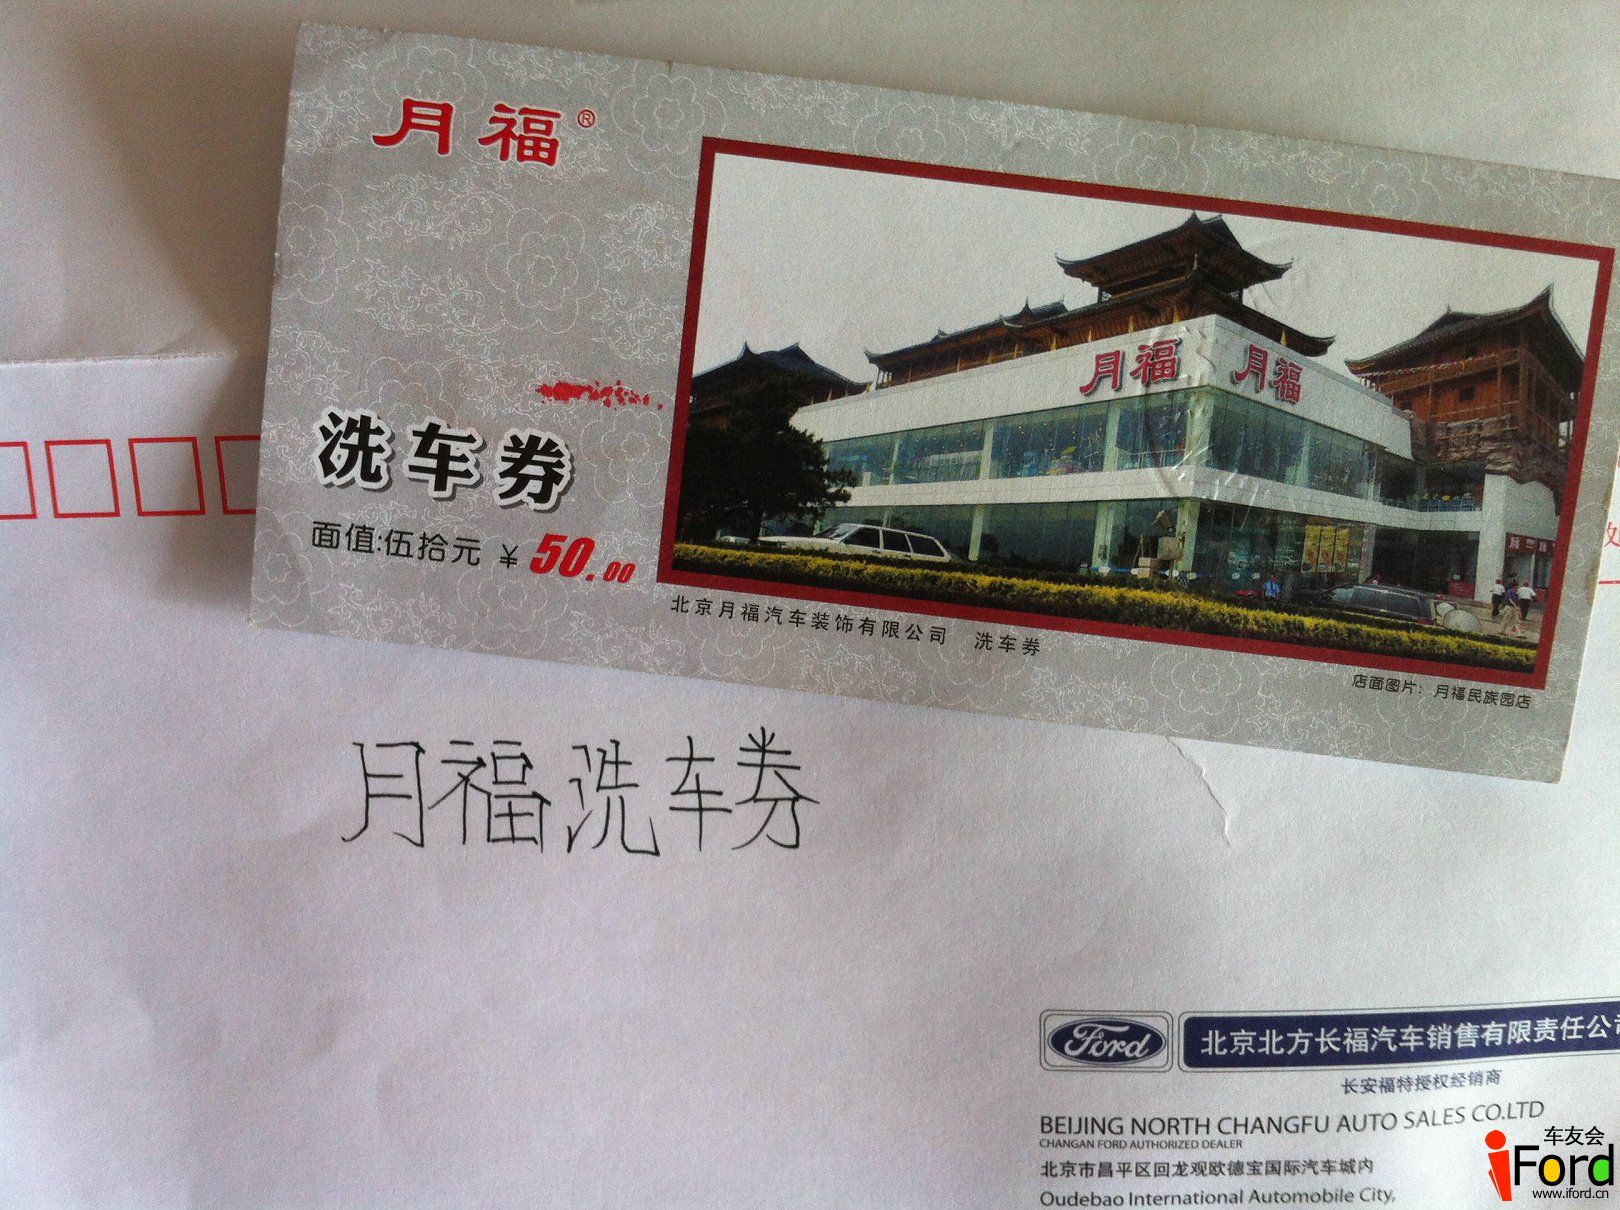 月福®
月福 月福
洗车券
面值:伍拾元 ￥50.00
北京月福汽车装饰有限公司 洗车券
店面图片：月福民族园店
月福洗车券
Ford
北京北方长福汽车销售有限责任公司
长安福特授权经销商
BEIJING NORTH CHANGFU AUTO SALES CO.LTD
CHANGAN FORD AUTHORIZED DEALER
北京市昌平区回龙观欧德宝国际汽车城内
Oudebao International Automobile City,
车友会
iFord
www.iford.cn